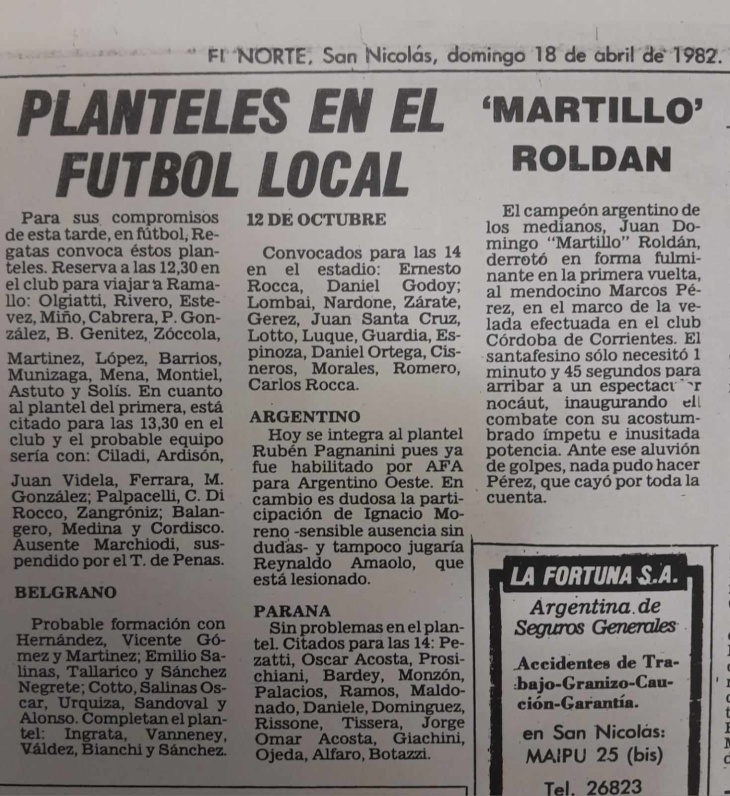 EL NORTE, San Nicolás, domingo 18 de abril de 1982.
PLANTELES EN EL
FUTBOL LOCAL
Para sus compromisos
de esta tarde, en fútbol, Re-
gatas convoca éstos plan-
teles. Reserva a las 12,30 en
el club para viajar a Rama-
llo: Olgiatti, Rivero, Este-
vez, Miño, Cabrera, P. Gon-
zález, B. Genitez, Zóccola,
Martinez, López, Barrios,
Munizaga, Mena, Montiel,
Astuto y Solís. En cuanto
al plantel del primera, está
citado para las 13,30 en el
club y el probable equipo
sería con: Ciladi, Ardisón,
Juan Videla, Ferrara, M.
González; Palpacelli, C. Di
Rocco, Zangróniz; Balan-
gero, Medina y Cordisco.
Ausente Marchiodi, sus-
pendido por el T. de Penas.
BELGRANO
Probable formación con
Hernández, Vicente Gó-
mez y Martinez; Emilio Sa-
linas, Tallarico y Sánchez
Negrete; Cotto, Salinas Os-
car, Urquiza, Sandoval y
Alonso. Completan el plan-
tel: Ingrata, Vanneney,
Váldez, Bianchi y Sánchez.
12 DE OCTUBRE
Convocados para las 14
en el estadio: Ernesto
Rocca, Daniel Godoy;
Lombai, Nardone, Zárate,
Gerez, Juan Santa Cruz,
Lotto, Luque, Guardia, Es-
pinoza, Daniel Ortega, Cis-
neros, Morales, Romero,
Carlos Rocca.
ARGENTINO
Hoy se integra al plantel
Rubén Pagnanini pues ya
fue habilitado por AFA
para Argentino Oeste. En
cambio es dudosa la parti-
cipación de Ignacio Mo-
reno -sensible ausencia sin
dudas- y tampoco jugaría
Reynaldo Amaolo, que
está lesionado.
PARANA
Sin problemas en el plan-
tel. Citados para las 14: Pe-
zatti, Oscar Acosta, Prosi-
chiani, Bardey, Monzón,
Palacios, Ramos, Maldo-
nado, Daniele, Dominguez,
Rissone, Tissera, Jorge
Omar Acosta, Giachini,
Ojeda, Alfaro, Botazzi.
'MARTILLO'
ROLDAN
El campeón argentino de
los medianos, Juan Do-
mingo "Martillo" Roldán,
derrotó en forma fulmi-
nante en la primera vuelta,
al mendocino Marcos Pé-
rez, en el marco de la ve-
lada efectuada en el club
Córdoba de Corrientes. El
santafesino sólo necesitó 1
minuto y 45 segundos para
arribar a un
nocáut, inaugurando el
combate con su acostum-
brado ímpetu e inusitada
potencia. Ante ese aluvión
de golpes, nada pudo hacer
Pérez, que cayó por toda la
cuenta.
LA FORTUNA S.A.
Argentina de
Seguros Generales
Accidentes de Tra-
bajo-Granizo-Cau-
ción-Garantía.
en San Nicolás:
MAIPU 25 (bis)
Tel. 26823